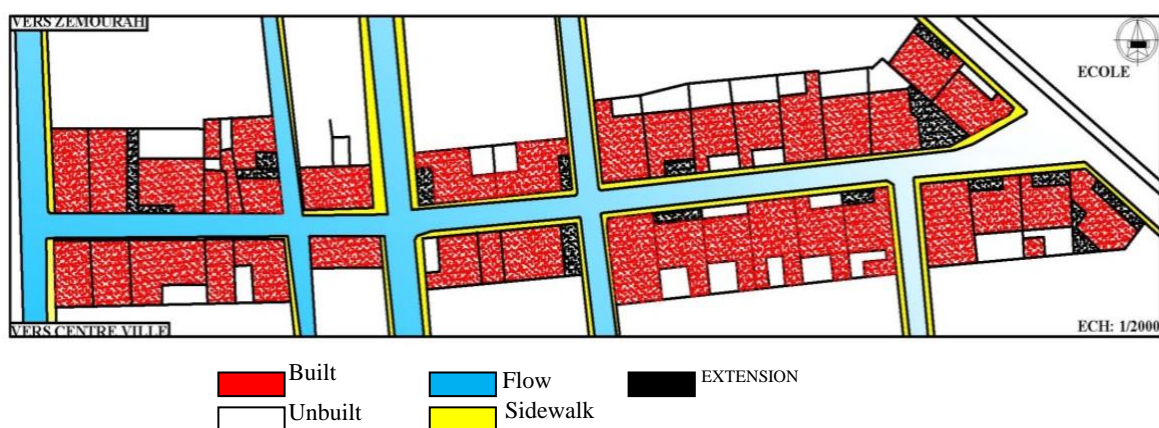 VERS ZEMOURAH
ECOLE
VERS CENTRE VILLE
ECH: 1/2000
Built
Flow
EXTENSION
Unbuilt
Sidewalk